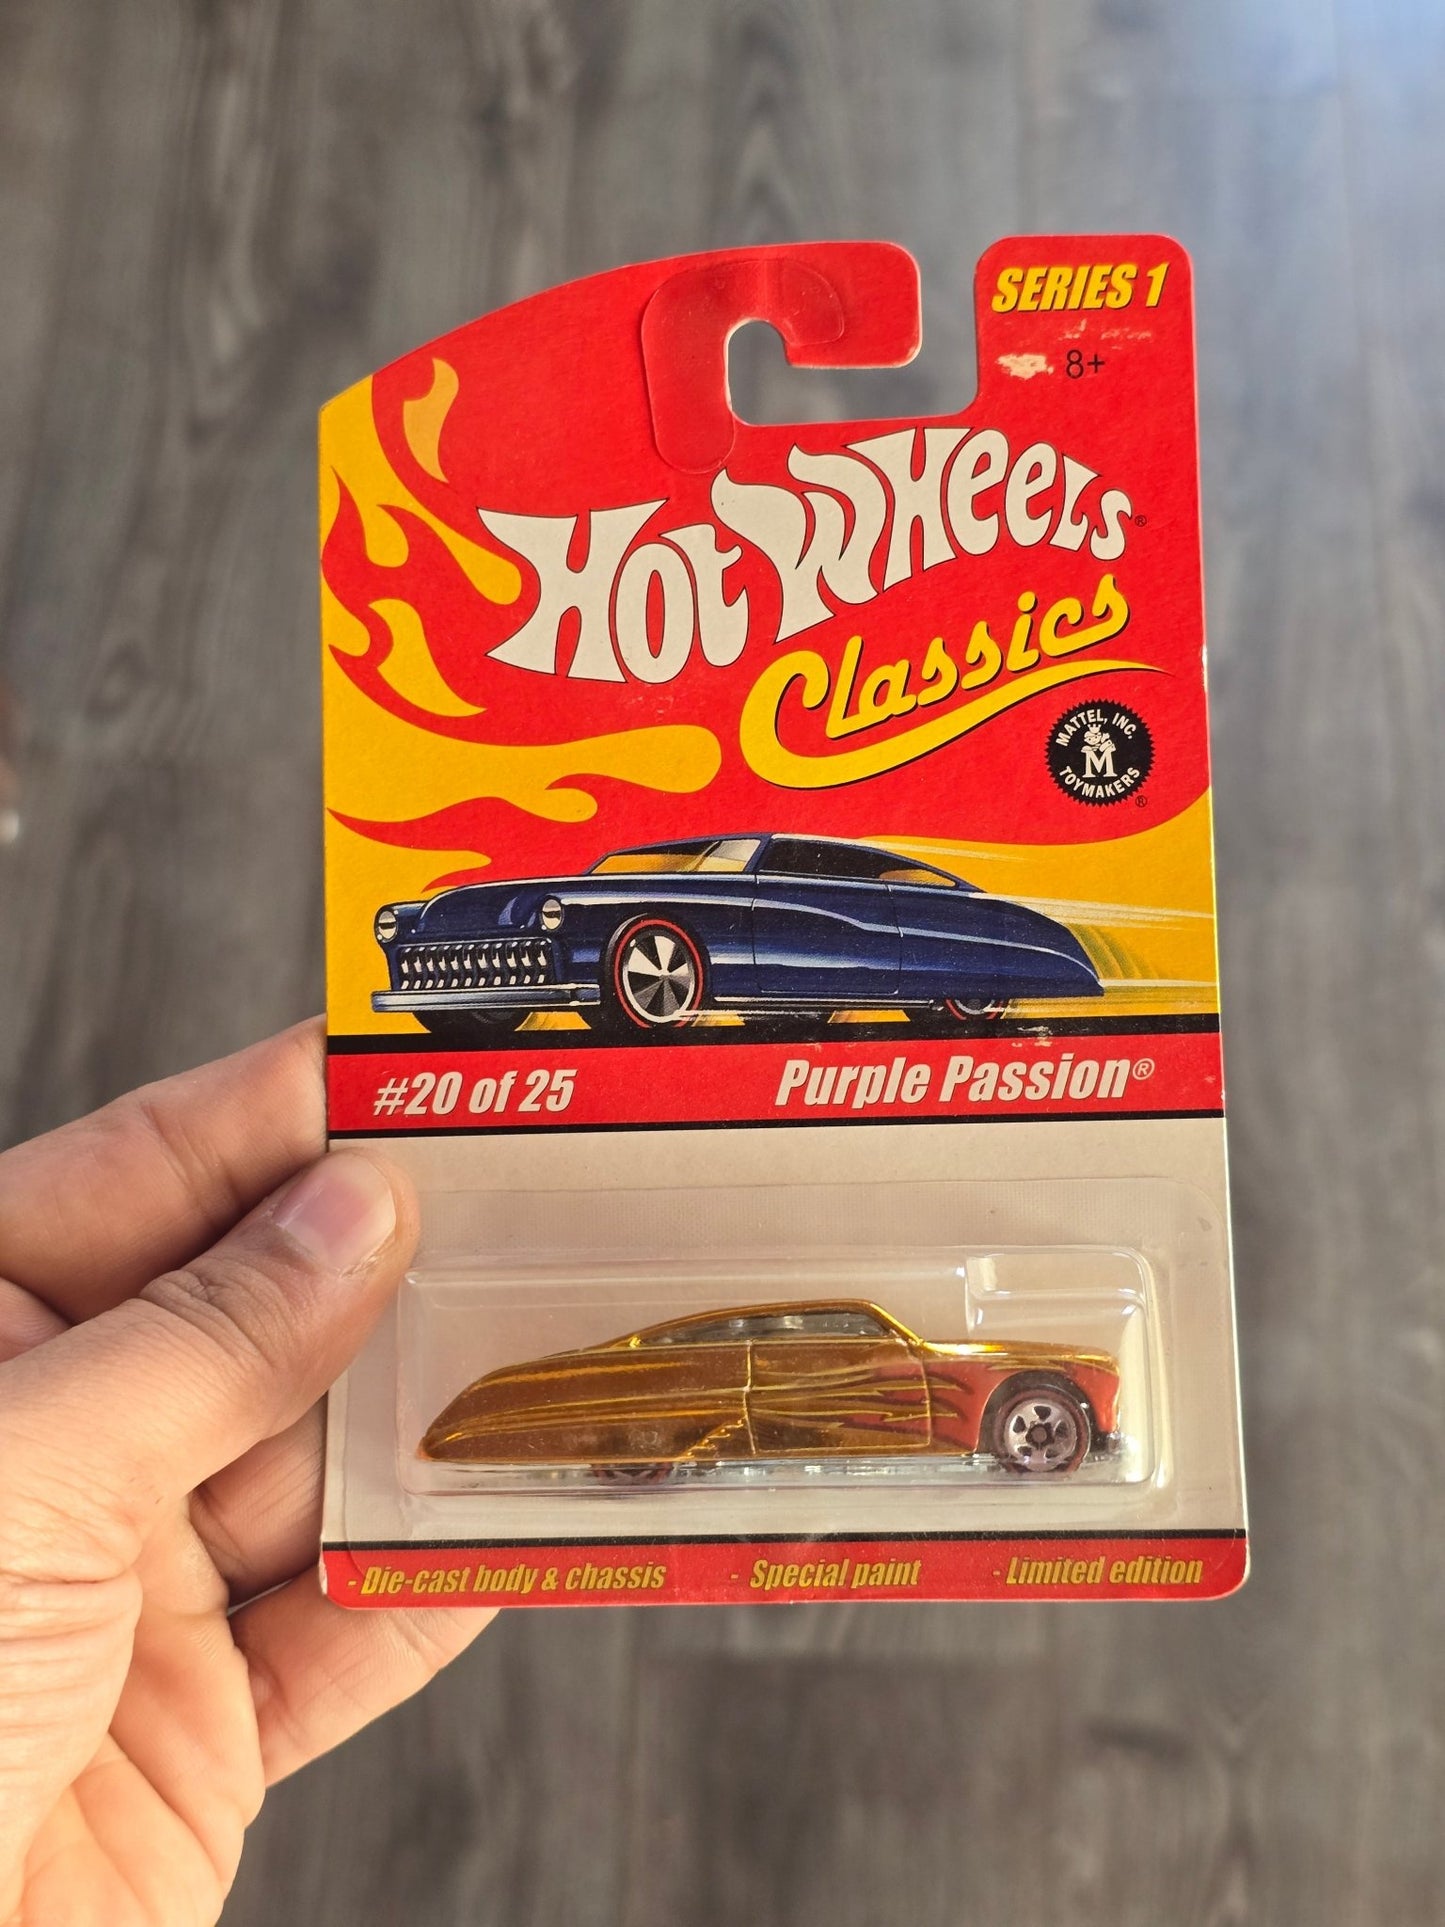 SERIES 1
8+
Hot Wheels®
Classics
MATTEL, INC.
M
TOYMAKERS
®
#20 of 25
Purple Passion®
- Die-cast body & chassis - Special paint - Limited edition